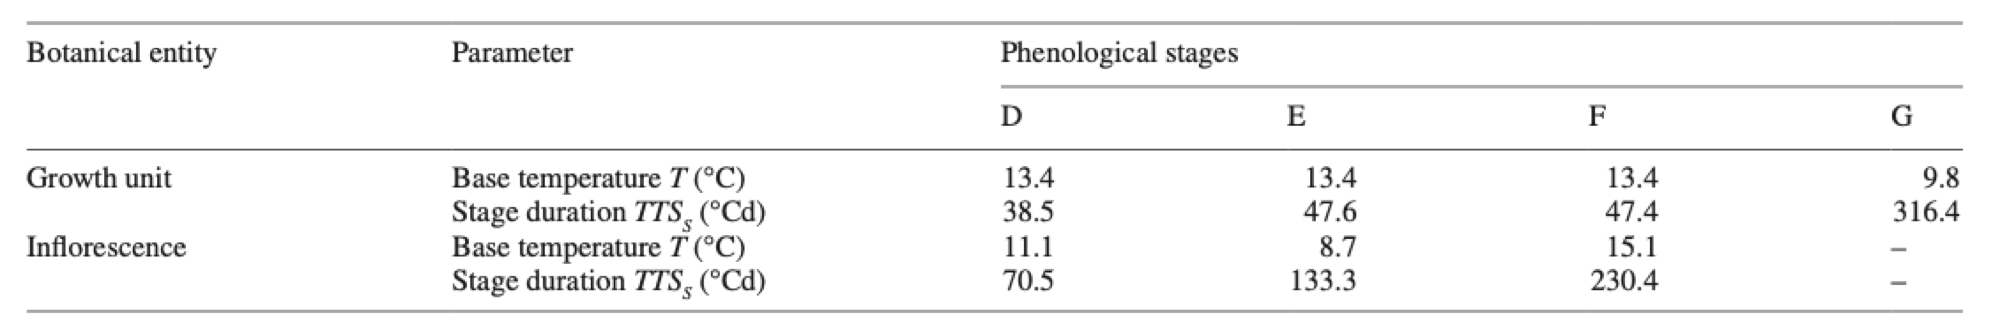 Botanical entity Parameter Phenological stages
D E F G
Growth unit Base temperature T (°C) 13.4 13.4 13.4 9.8
Stage duration TTSs (°Cd) 38.5 47.6 47.4 316.4
Inflorescence Base temperature T (°C) 11.1 8.7 15.1 –
Stage duration TTSs (°Cd) 70.5 133.3 230.4 –